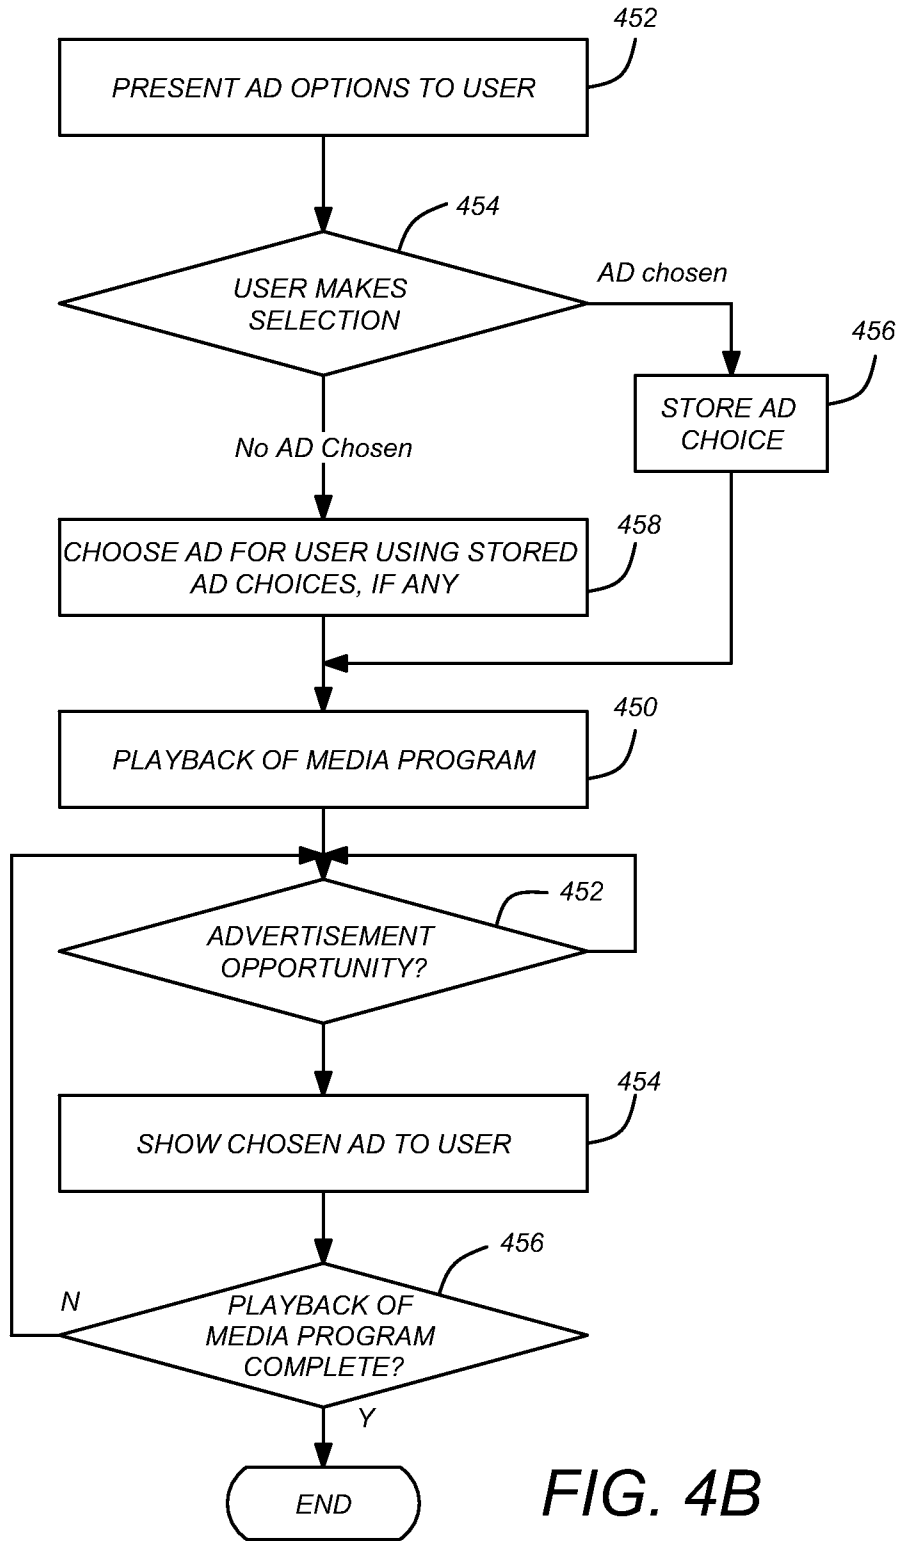 452
PRESENT AD OPTIONS TO USER
454
USER MAKES
SELECTION
AD chosen
456
STORE AD
CHOICE
No AD Chosen
458
CHOOSE AD FOR USER USING STORED
AD CHOICES, IF ANY
450
PLAYBACK OF MEDIA PROGRAM
452
ADVERTISEMENT
OPPORTUNITY?
454
SHOW CHOSEN AD TO USER
456
N
PLAYBACK OF
MEDIA PROGRAM
COMPLETE?
Y
END
FIG. 4B